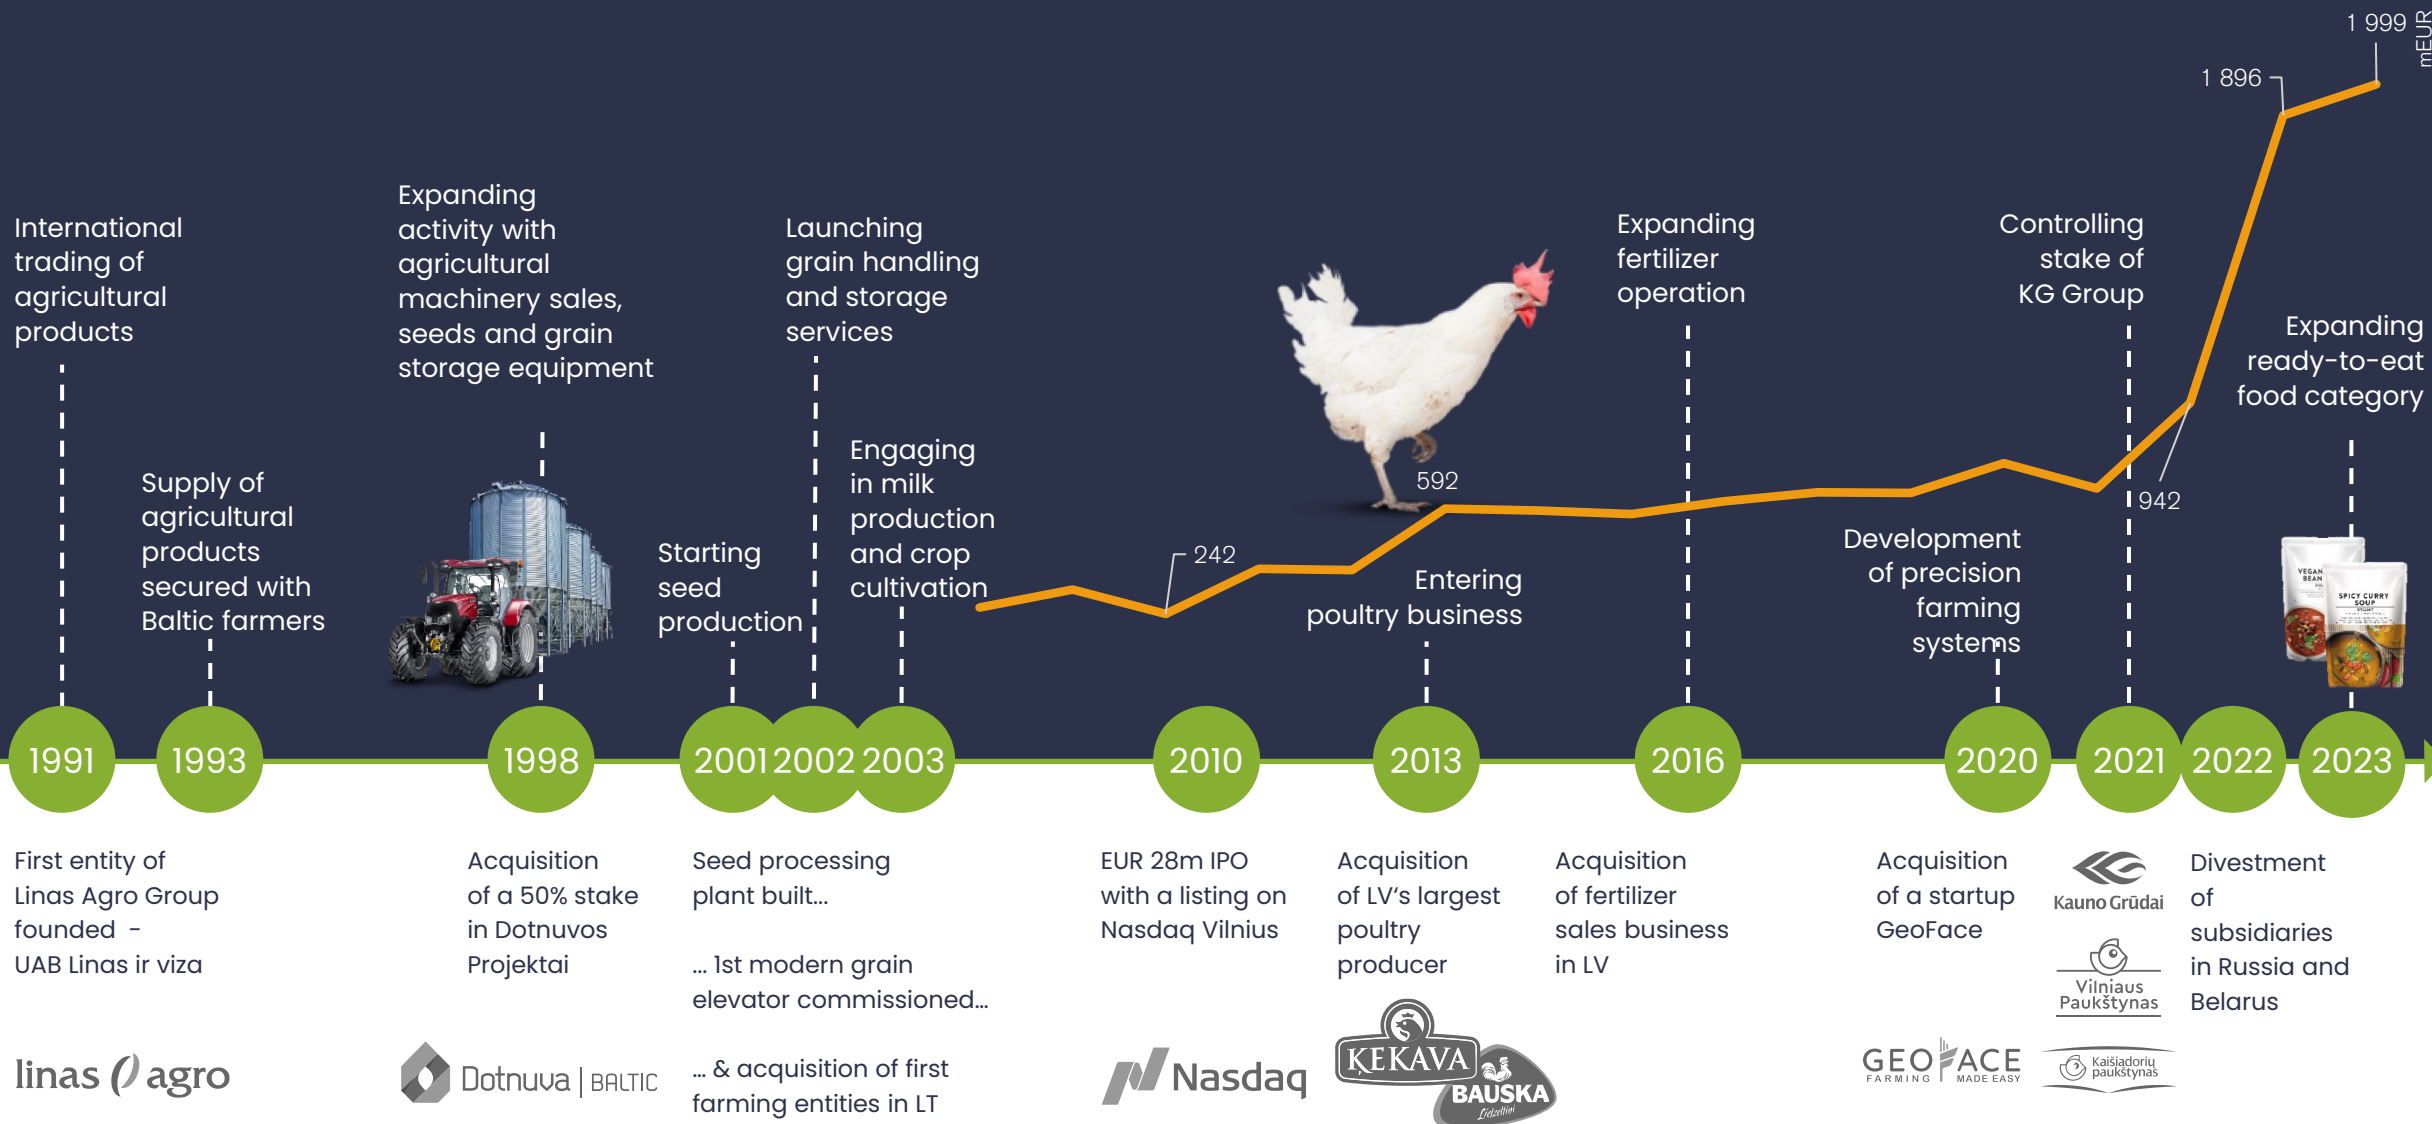 1 999
mEUR
1 896
International
trading of
agricultural
products
Supply of
agricultural
products
secured with
Baltic farmers
Expanding
activity with
agricultural
machinery sales,
seeds and grain
storage equipment
Starting
seed
production
Launching
grain handling
and storage
services
Engaging
in milk
production
and crop
cultivation
242
592
Entering
poultry business
Expanding
fertilizer
operation
Development
of precision
farming
systems
Controlling
stake of
KG Group
942
Expanding
ready-to-eat
food category
VEGAN
BEAN
SPICY CURRY
SOUP
1991
1993
1998
2001
2002
2003
2010
2013
2016
2020
2021
2022
2023
First entity of
Linas Agro Group
founded -
UAB Linas ir viza
linas agro
Acquisition
of a 50% stake
in Dotnuvos
Projektai
Dotnuva | BALTIC
Seed processing
plant built...
... 1st modern grain
elevator commissioned...
... & acquisition of first
farming entities in LT
EUR 28m IPO
with a listing on
Nasdaq Vilnius
Nasdaq
Acquisition
of LV‘s largest
poultry
producer
ĶEKAVA
BAUSKA
Lielzeltiņi
Acquisition
of fertilizer
sales business
in LV
Acquisition
of a startup
GeoFace
GEOFACE
FARMING MADE EASY
Kauno Grūdai
Vilniaus
Paukštynas
Kaišiadorių
paukštynas
Divestment
of
subsidiaries
in Russia and
Belarus